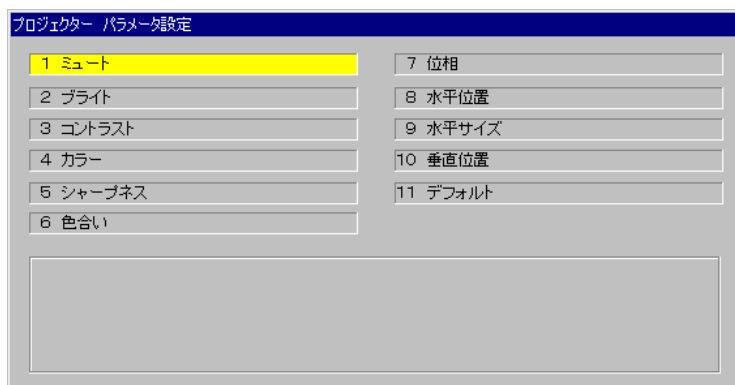 プロジェクター パラメータ設定
1 ミュート
2 ブライト
3 コントラスト
4 カラー
5 シャープネス
6 色合い
7 位相
8 水平位置
9 水平サイズ
10 垂直位置
11 デフォルト